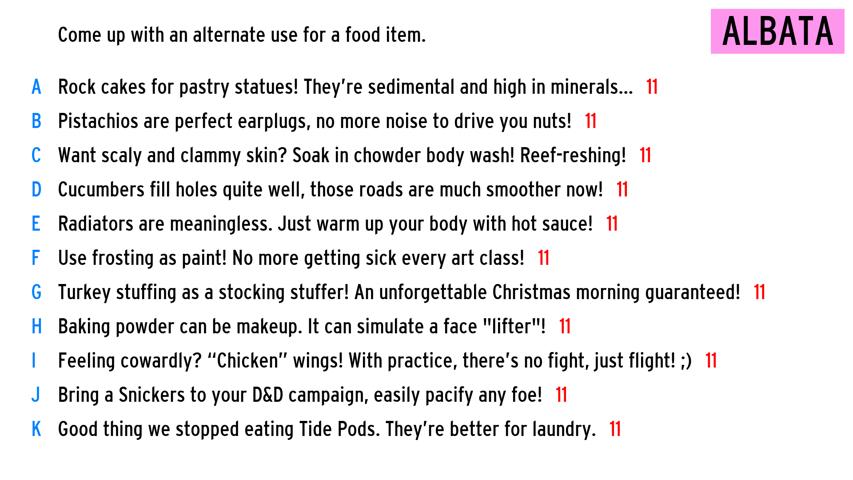 Come up with an alternate use for a food item.
ALBATA
A Rock cakes for pastry statues! They're sedimental and high in minerals... 11
B Pistachios are perfect earplugs, no more noise to drive you nuts! 11
C Want scaly and clammy skin? Soak in chowder body wash! Reef-reshing! 11
D Cucumbers fill holes quite well, those roads are much smoother now! 11
E Radiators are meaningless. Just warm up your body with hot sauce! 11
F Use frosting as paint! No more getting sick every art class! 11
G Turkey stuffing as a stocking stuffer! An unforgettable Christmas morning guaranteed! 11
H Baking powder can be makeup. It can simulate a face "lifter"! 11
I Feeling cowardly? “Chicken” wings! With practice, there's no fight, just flight! ;) 11
J Bring a Snickers to your D&D campaign, easily pacify any foe! 11
K Good thing we stopped eating Tide Pods. They're better for laundry. 11